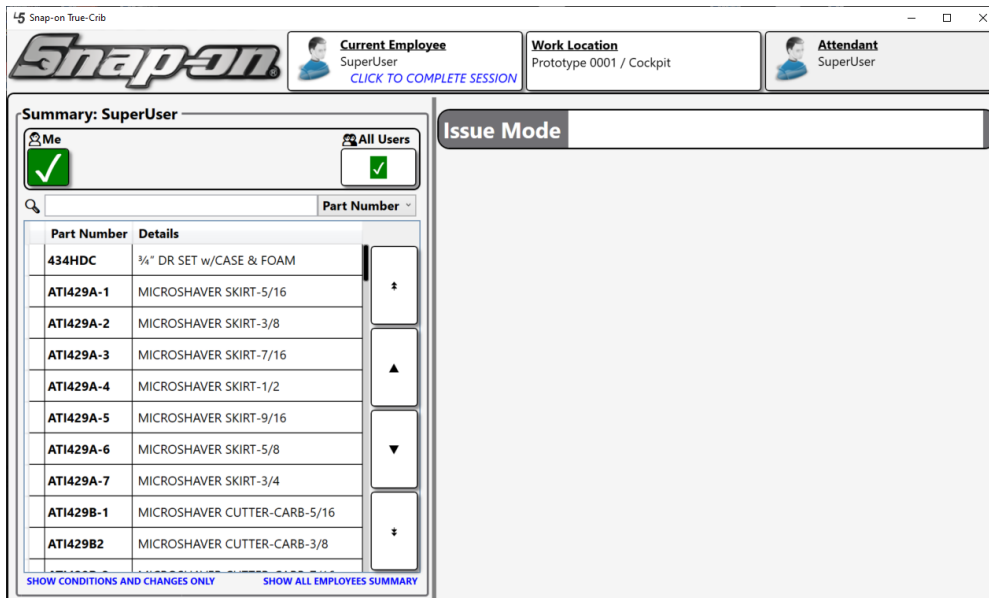 Snap-on True-Crib
Snap-on
Current Employee
SuperUser
CLICK TO COMPLETE SESSION
Work Location
Prototype 0001 / Cockpit
Attendant
SuperUser
Summary: SuperUser
Me
All Users
Part Number
Part Number Details
434HDC ¾" DR SET w/CASE & FOAM
ATI429A-1 MICROSHAVER SKIRT-5/16
ATI429A-2 MICROSHAVER SKIRT-3/8
ATI429A-3 MICROSHAVER SKIRT-7/16
ATI429A-4 MICROSHAVER SKIRT-1/2
ATI429A-5 MICROSHAVER SKIRT-9/16
ATI429A-6 MICROSHAVER SKIRT-5/8
ATI429A-7 MICROSHAVER SKIRT-3/4
ATI429B-1 MICROSHAVER CUTTER-CARB-5/16
ATI429B2 MICROSHAVER CUTTER-CARB-3/8
SHOW CONDITIONS AND CHANGES ONLY
SHOW ALL EMPLOYEES SUMMARY
Issue Mode